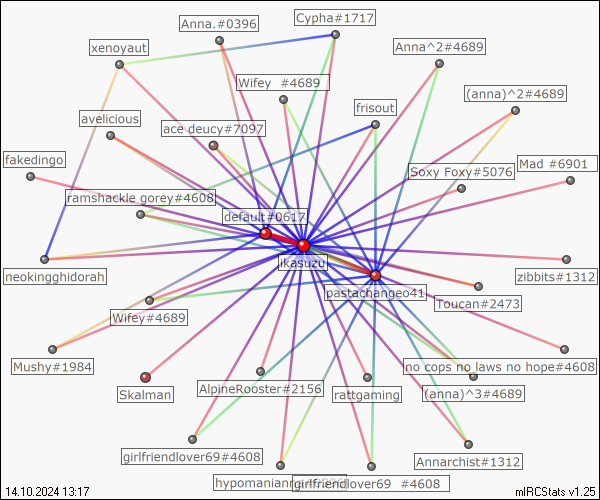 Anna.#0396
Cypha#1717
xenoyaut
Anna^2#4689
Wifey #4689
(anna)^2#4689
frisout
avelicious
ace deucy#7097
fakedingo
Soxy Foxy#5076
Mad #6901
ramshackle gorey#4608
default#0617
ikasuzu
neokingghidorah
zibbits#1312
pastachangeo41
Toucan#2473
Wifey#4689
Mushy#1984
no cops no laws no hope#4608
Skalman
AlpineRooster#2156
rattgaming
(anna)^3#4689
girlfriendlover69#4608
Annarchist#1312
girlfriendlover69 #4608
14.10.2024 13:17
mIRCStats v1.25